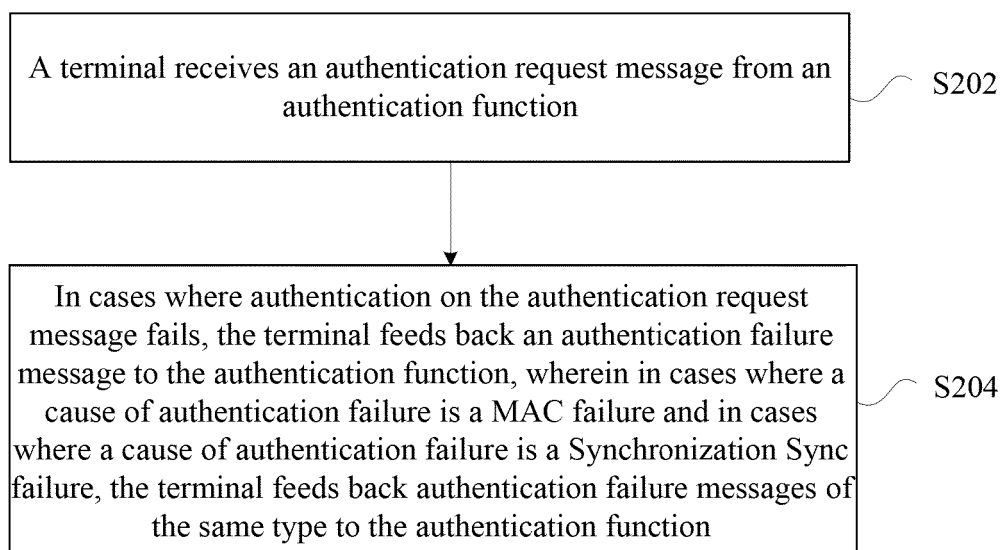 A terminal receives an authentication request message from an
authentication function
S202
In cases where authentication on the authentication request
message fails, the terminal feeds back an authentication failure
message to the authentication function, wherein in cases where a
cause of authentication failure is a MAC failure and in cases
where a cause of authentication failure is a Synchronization Sync
failure, the terminal feeds back authentication failure messages of
the same type to the authentication function
S204